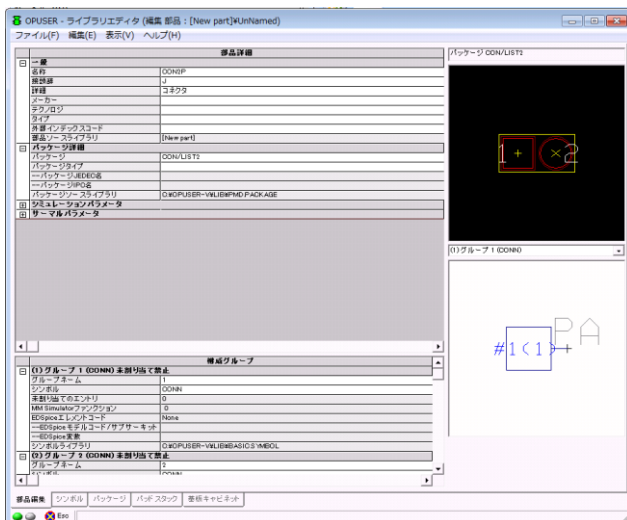 OPUSER - ライブラリエディタ (編集 部品 : [New part]¥UnNamed)
ファイル(F) 編集(E) 表示(V) ヘルプ(H)
部品詳細
一般
名称 CON2P
接頭語 J
詳細 コネクタ
メーカー
テクノロジ
タイプ
外部インデックスコード
部品ソースライブラリ [New part]
パッケージ詳細
パッケージ CON/LIST2
パッケージタイプ
--パッケージJEDEC名
--パッケージIPC名
パッケージソースライブラリ C:¥OPUSER-V¥LIB¥PMD.PACKAGE
シミュレーションパラメータ
サーマルパラメータ
パッケージ CON/LIST2
1 2
(1)グループ 1 (CONN)
PA
#1(1)
構成グループ
(1)グループ 1 (CONN) 未割り当て禁止
グループネーム 1
シンボル CONN
未割り当てのエントリ 0
MM Simulatorファンクション 0
EDSpiceエレメントコード None
--EDSpiceモデルコード/サブサーキット
--EDSpice変数
シンボルライブラリ C:¥OPUSER-V¥LIB¥BASIC.SYMBOL
(2)グループ 2 (CONN) 未割り当て禁止
グループネーム 2
シンボル CONN
部品編集 シンボル パッケージ パッドスタック 基板キャビネット
Esc